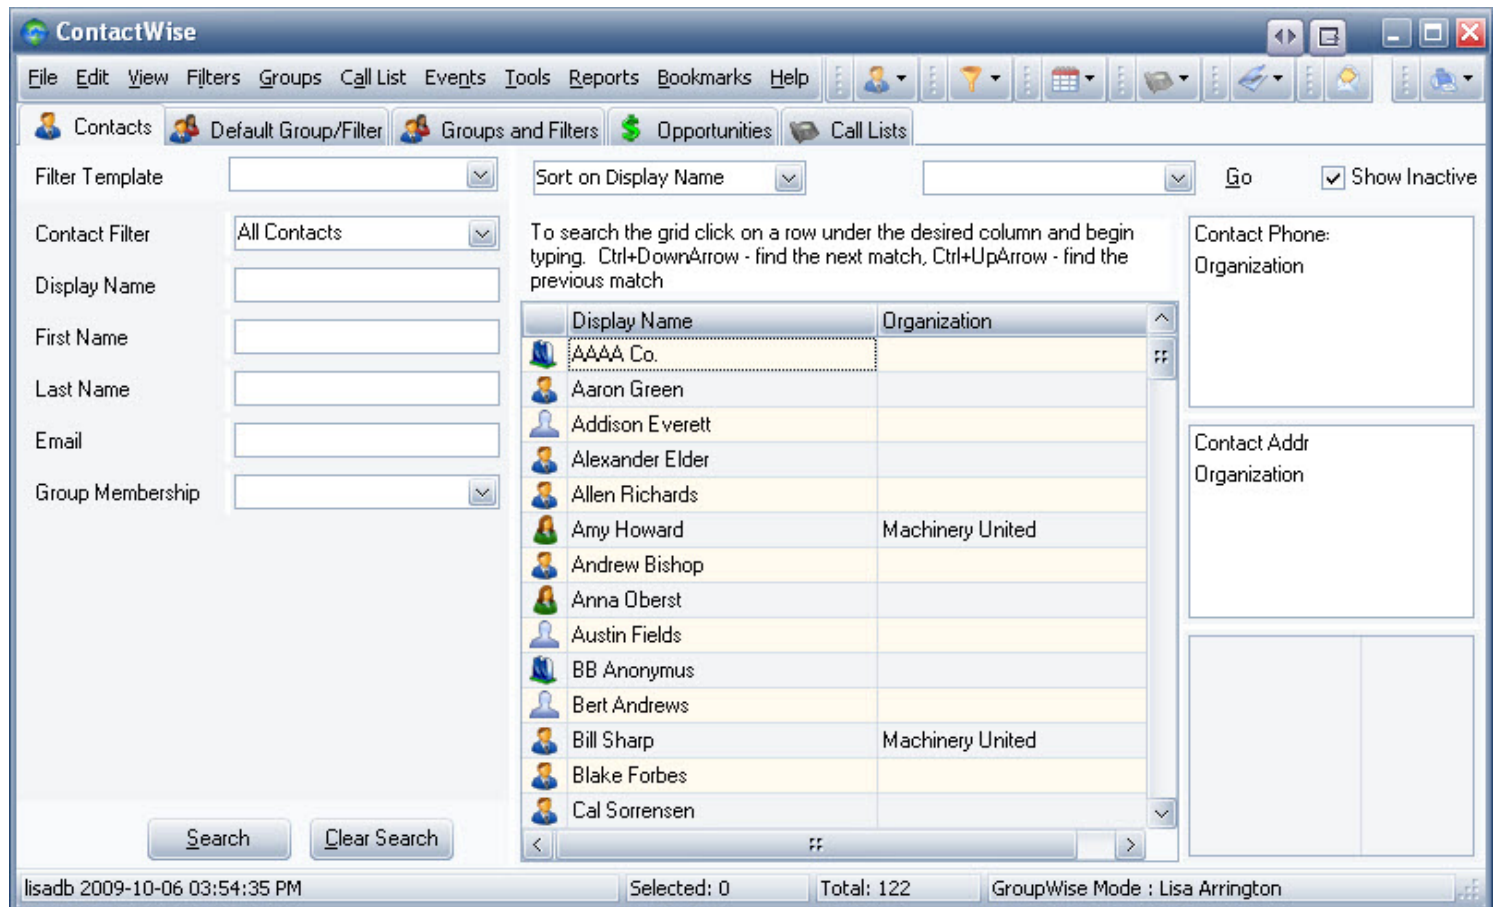 ContactWise
File Edit View Filters Groups Call List Events Tools Reports Bookmarks Help
Contacts Default Group/Filter Groups and Filters Opportunities Call Lists
Filter Template
Sort on Display Name
Go
Show Inactive
Contact Filter All Contacts
Display Name
First Name
Last Name
Email
Group Membership
Search Clear Search
To search the grid click on a row under the desired column and begin
typing. Ctrl+DownArrow - find the next match, Ctrl+UpArrow - find the
previous match
Display Name Organization
AAAA Co.
Aaron Green
Addison Everett
Alexander Elder
Allen Richards
Amy Howard Machinery United
Andrew Bishop
Anna Oberst
Austin Fields
BB Anonymus
Bert Andrews
Bill Sharp Machinery United
Blake Forbes
Cal Sorrensen
Contact Phone:
Organization
Contact Addr
Organization
lisadb 2009-10-06 03:54:35 PM Selected: 0 Total: 122 GroupWise Mode : Lisa Arrington